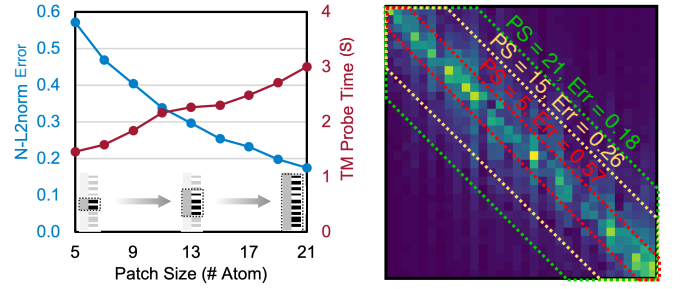 N-L2norm Error
0.6
0.5
0.4
0.3
0.2
0.1
0.0
5
9
13
17
21
Patch Size (# Atom)
4
3
2
1
0
TM Probe Time (S)
PS = 21, Err = 0.18
PS = 15, Err = 0.26
PS = 5, Err = 0.57